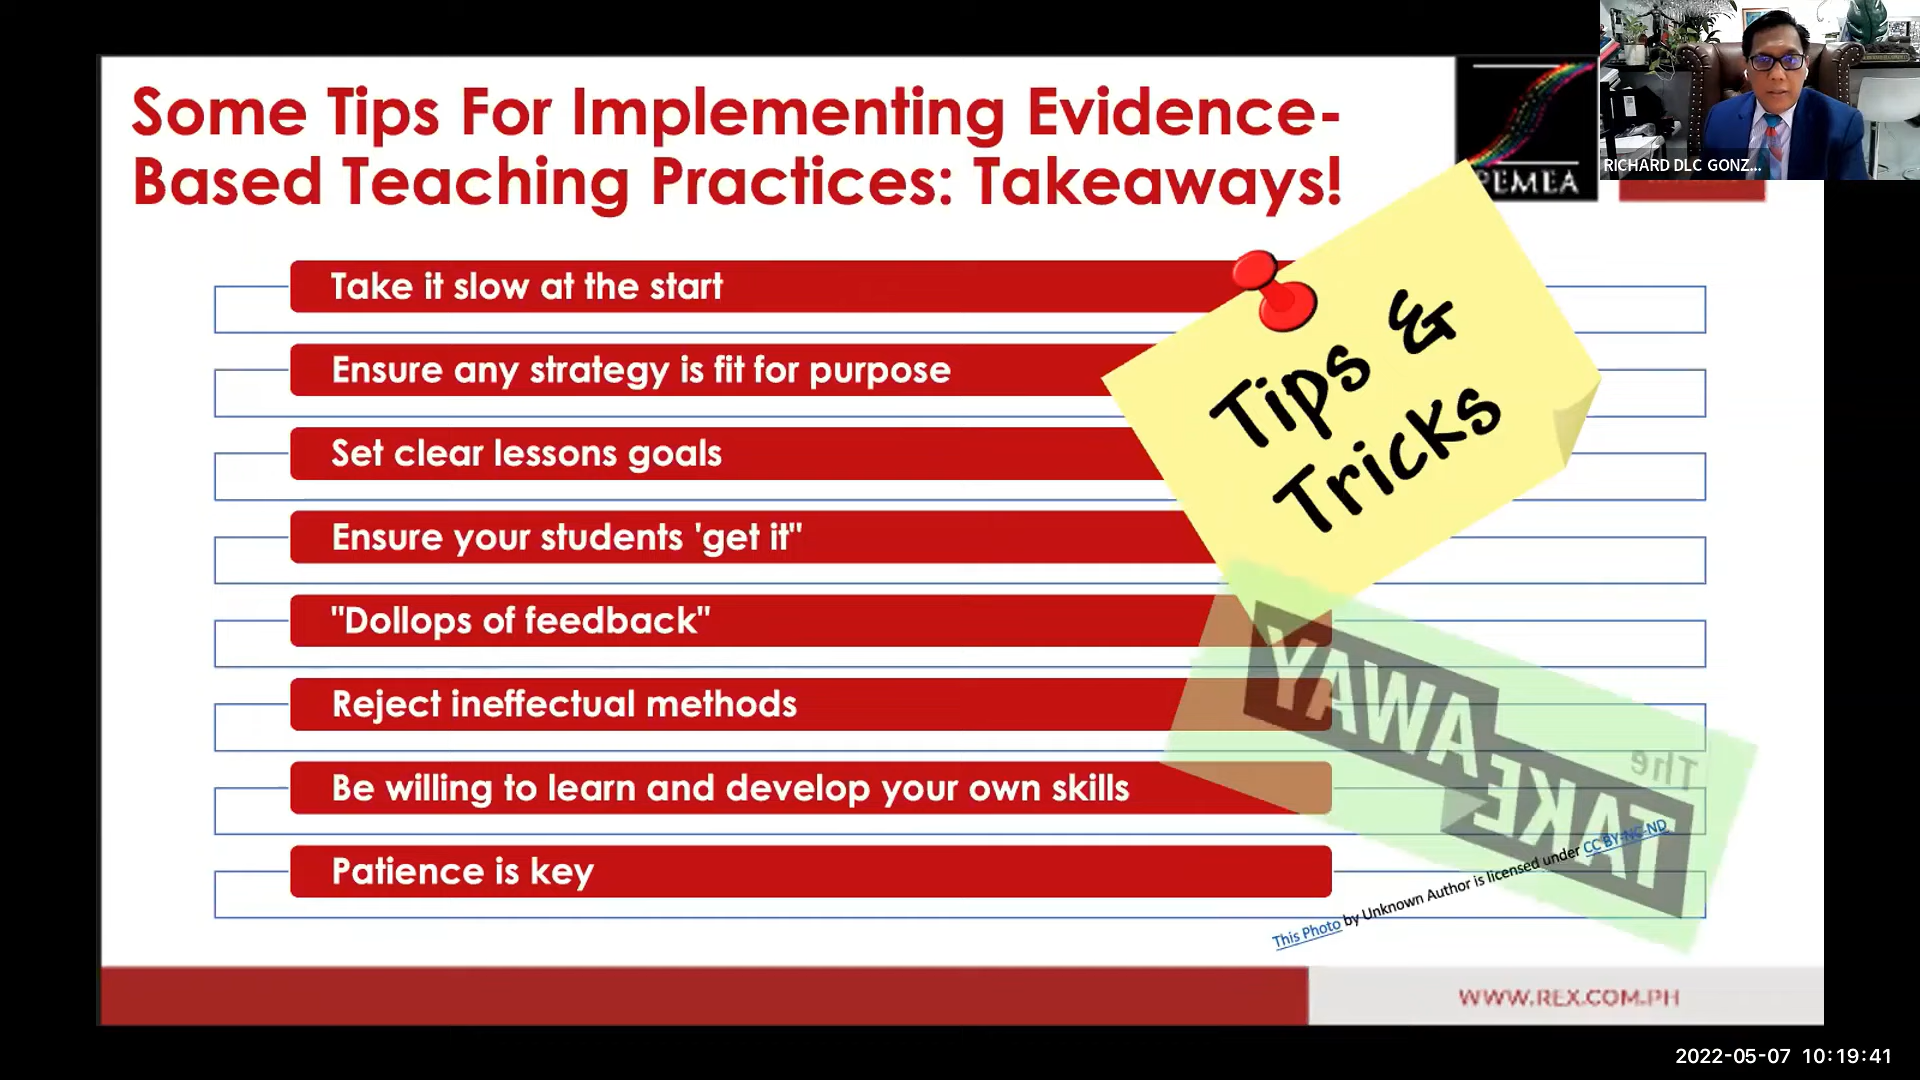 Some Tips For Implementing Evidence-
Based Teaching Practices: Takeaways!
PEMEA
RICHARD DLC GONZ...
Take it slow at the start
Ensure any strategy is fit for purpose
Set clear lessons goals
Ensure your students 'get it"
"Dollops of feedback"
Reject ineffectual methods
Be willing to learn and develop your own skills
Patience is key
Tips &
Tricks
The
TAKE
AWAY
This Photo by Unknown Author is licensed under CC BY-NC-ND
WWW.REX.COM.PH
2022-05-07 10:19:41